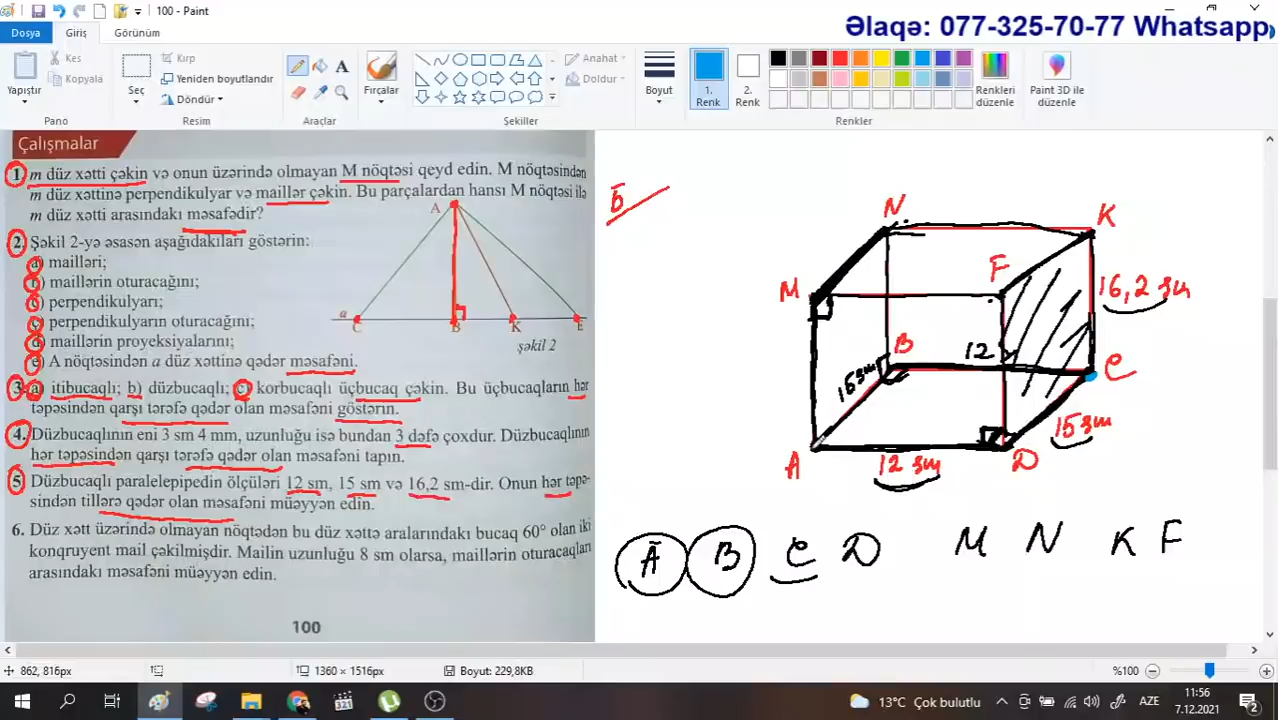 100 - Paint
Əlaqə: 077-325-70-77 Whatsapp
Dosya
Giriş
Görünüm
Yapıştır
Kes
Kopyala
Pano
Seç
Kırp
Yeniden boyutlandır
Döndür
Resim
Araçlar
Fırçalar
Anahat
Doldur
Şekiller
Boyut
1.
Renk
2.
Renk
Renkleri
düzenle
Paint 3D ile
düzenle
Renkler
Çalışmalar
1. m düz xətti çəkin və onun üzərində olmayan M nöqtəsi qeyd edin. M nöqtəsindən
m düz xəttinə perpendikulyar və maillər çəkin. Bu parçalardan hansı M nöqtəsi ilə
m düz xətti arasındakı məsafədir?
2. Şəkil 2-yə əsasən aşağıdakıları göstərin:
a) mailləri;
b) maillərin oturacağını;
c) perpendikulyarı;
ç) perpendikulyarın oturacağını;
d) maillərin proyeksiyalarını;
e) A nöqtəsindən a düz xəttinə qədər məsafəni.
A
a
C
B
K
E
şəkil 2
3. a) itibucaqlı; b) düzbucaqlı; c) korbucaqlı üçbucaq çəkin. Bu üçbucaqların hər
təpəsindən qarşı tərəfə qədər olan məsafəni göstərin.
4. Düzbucaqlının eni 3 sm 4 mm, uzunluğu isə bundan 3 dəfə çoxdur. Düzbucaqlının
hər təpəsindən qarşı tərəfə qədər olan məsafəni tapın.
5. Düzbucaqlı paralelepipedin ölçüləri 12 sm, 15 sm və 16,2 sm-dir. Onun hər təpə-
sindən tillərə qədər olan məsafəni müəyyən edin.
6. Düz xətt üzərində olmayan nöqtədən bu düz xəttə aralarındakı bucaq 60° olan iki
konqruyent mail çəkilmişdir. Mailin uzunluğu 8 sm olarsa, maillərin oturacaqları
arasındakı məsafəni müəyyən edin.
100
5
N
K
F
M
16,2 sm
B
12
C
15 sm
15 sm
A
12 sm
D
A B C D M N K F
862, 816px
1360 × 1516px
Boyut: 229,8KB
%100
13°C Çok bulutlu
AZE
11:56
7.12.2021
2